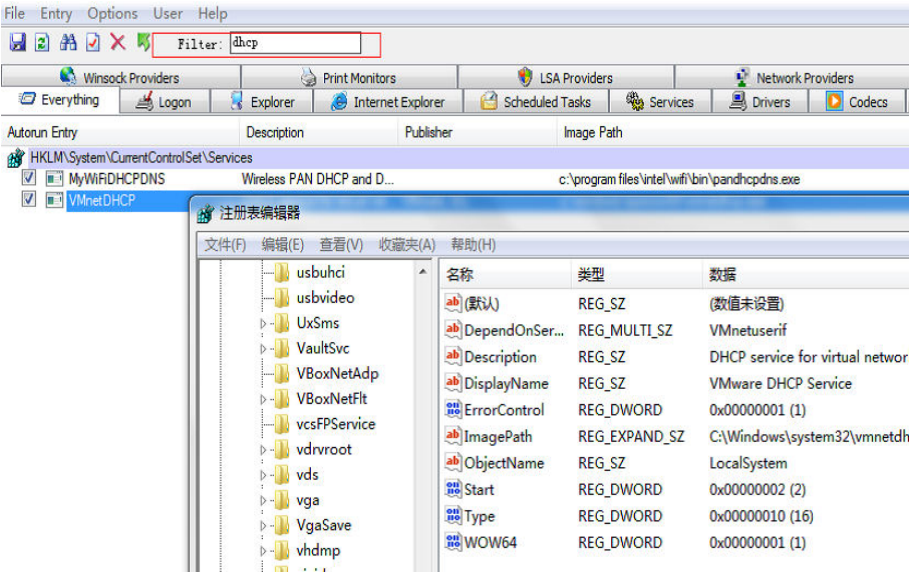 File Entry Options User Help
Filter: dhcp
Winsock Providers Print Monitors LSA Providers Network Providers
Everything Logon Explorer Internet Explorer Scheduled Tasks Services Drivers Codecs
Autorun Entry Description Publisher Image Path
HKLM\System\CurrentControlSet\Services
MyWiFiDHCPDNS Wireless PAN DHCP and D... c:\program files\intel\wifi\bin\pandhcpdns.exe
VMnetDHCP
注册表编辑器
文件(F) 编辑(E) 查看(V) 收藏夹(A) 帮助(H)
usbuhci
usbvideo
UxSms
VaultSvc
VBoxNetAdp
VBoxNetFlt
vcsFPService
vdrvroot
vds
vga
VgaSave
vhdmp
名称 类型 数据
(默认) REG_SZ (数值未设置)
DependOnSer... REG_MULTI_SZ VMnetuserif
Description REG_SZ DHCP service for virtual networ
DisplayName REG_SZ VMware DHCP Service
ErrorControl REG_DWORD 0x00000001 (1)
ImagePath REG_EXPAND_SZ C:\Windows\system32\vmnetdh
ObjectName REG_SZ LocalSystem
Start REG_DWORD 0x00000002 (2)
Type REG_DWORD 0x00000010 (16)
WOW64 REG_DWORD 0x00000001 (1)